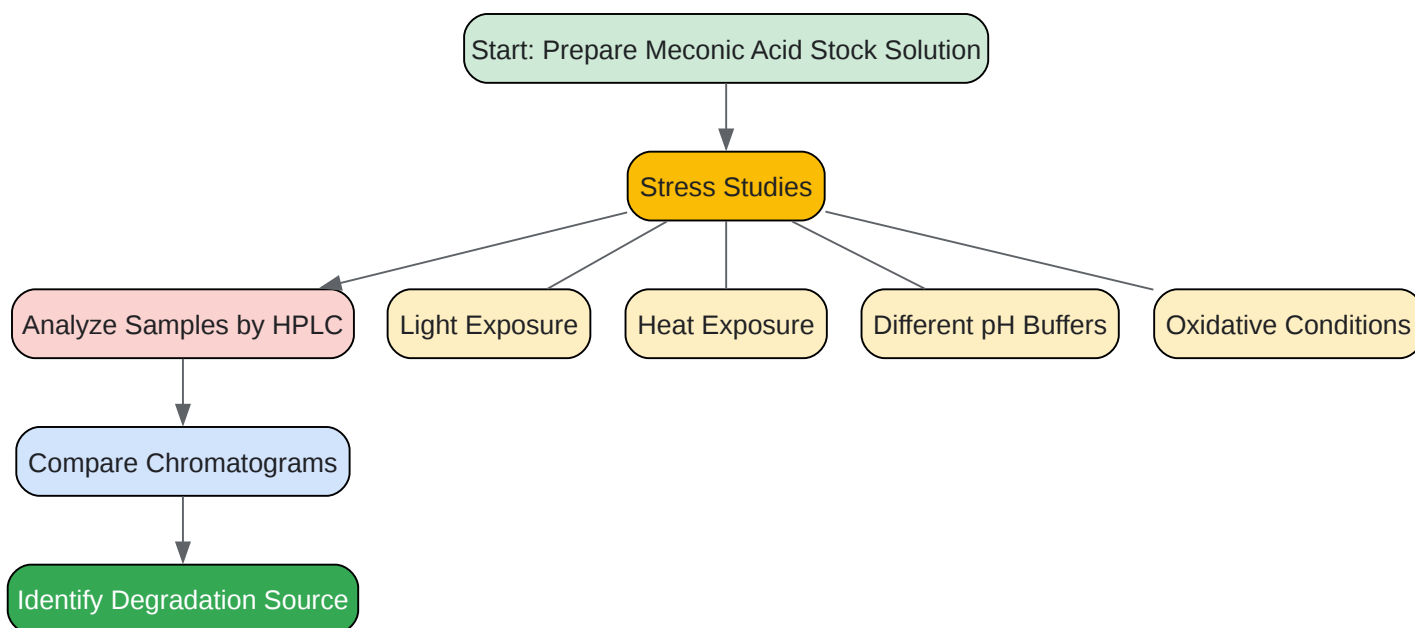 Start: Prepare Meconic Acid Stock Solution
Stress Studies
Analyze Samples by HPLC
Light Exposure
Heat Exposure
Different pH Buffers
Oxidative Conditions
Compare Chromatograms
Identify Degradation Source